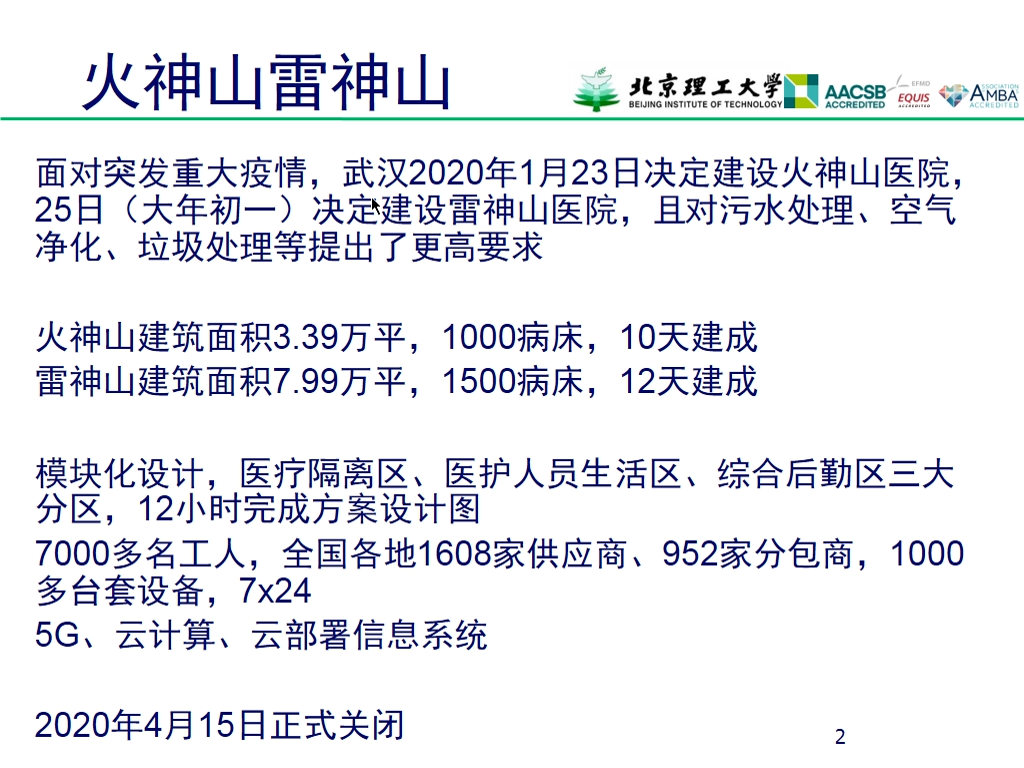 火神山雷神山
北京理工大学
BEIJING INSTITUTE OF TECHNOLOGY
AACSB
ACCREDITED
EFMD
EQUIS
ACCREDITED
ASSOCIATION
AMBA
ACCREDITED
面对突发重大疫情，武汉2020年1月23日决定建设火神山医院，
25日（大年初一）决定建设雷神山医院，且对污水处理、空气
净化、垃圾处理等提出了更高要求
火神山建筑面积3.39万平，1000病床，10天建成
雷神山建筑面积7.99万平，1500病床，12天建成
模块化设计，医疗隔离区、医护人员生活区、综合后勤区三大
分区，12小时完成方案设计图
7000多名工人，全国各地1608家供应商、952家分包商，1000
多台套设备，7x24
5G、云计算、云部署信息系统
2020年4月15日正式关闭
2